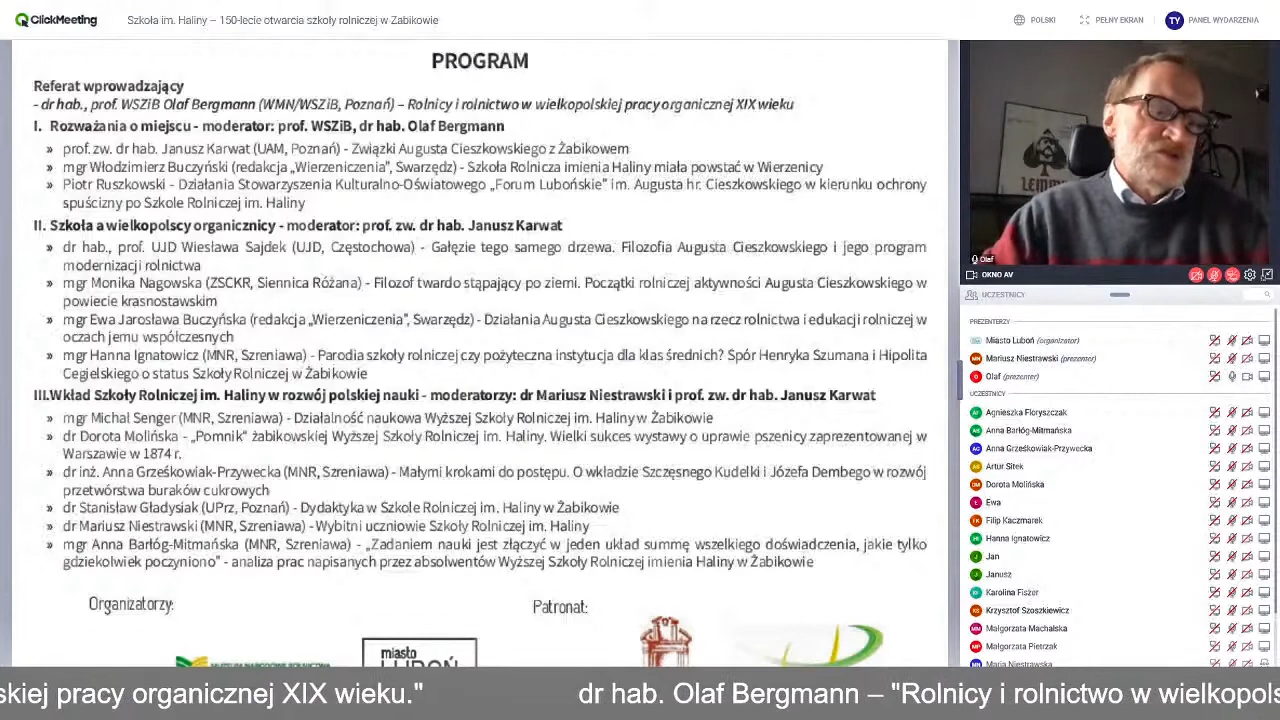 ClickMeeting
Szkoła im. Haliny – 150-lecie otwarcia szkoły rolniczej w Żabikowie
POLSKI
PEŁNY EKRAN
TY
PANEL WYDARZENIA
PROGRAM
Referat wprowadzający
- dr hab., prof. WSZiB Olaf Bergmann (WMN/WSZiB, Poznań) – Rolnicy i rolnictwo w wielkopolskiej pracy organicznej XIX wieku
I. Rozważania o miejscu - moderator: prof. WSZiB, dr hab. Olaf Bergmann
» prof. zw. dr hab. Janusz Karwat (UAM, Poznań) - Związki Augusta Cieszkowskiego z Żabikowem
» mgr Włodzimierz Buczyński (redakcja „Wierzeniczenia”, Swarzędz) - Szkoła Rolnicza imienia Haliny miała powstać w Wierzenicy
» Piotr Ruszkowski - Działania Stowarzyszenia Kulturalno-Oświatowego „Forum Lubońskie” im. Augusta hr. Cieszkowskiego w kierunku ochrony
spuścizny po Szkole Rolniczej im. Haliny
II. Szkoła a wielkopolscy organicznicy - moderator: prof. zw. dr hab. Janusz Karwat
» dr hab., prof. UJD Wiesława Sajdek (UJD, Częstochowa) - Gałęzie tego samego drzewa. Filozofia Augusta Cieszkowskiego i jego program
modernizacji rolnictwa
» mgr Monika Nagowska (ZSCKR, Siennica Różana) - Filozof twardo stąpający po ziemi. Początki rolniczej aktywności Augusta Cieszkowskiego w
powiecie krasnostawskim
» mgr Ewa Jarosława Buczyńska (redakcja „Wierzeniczenia”, Swarzędz) - Działania Augusta Cieszkowskiego na rzecz rolnictwa i edukacji rolniczej w
oczach jemu współczesnych
» mgr Hanna Ignatowicz (MNR, Szreniawa) - Parodia szkoły rolniczej czy pożyteczna instytucja dla klas średnich? Spór Henryka Szumana i Hipolita
Cegielskiego o status Szkoły Rolniczej w Żabikowie
III.Wkład Szkoły Rolniczej im. Haliny w rozwój polskiej nauki - moderatorzy: dr Mariusz Niestrawski i prof. zw. dr hab. Janusz Karwat
» mgr Michał Senger (MNR, Szreniawa) - Działalność naukowa Wyższej Szkoły Rolniczej im. Haliny w Żabikowie
» dr Dorota Molińska - „Pomnik” żabikowskiej Wyższej Szkoły Rolniczej im. Haliny. Wielki sukces wystawy o uprawie pszenicy zaprezentowanej w
Warszawie w 1874 r.
» dr inż. Anna Grześkowiak-Przywecka (MNR, Szreniawa) - Małymi krokami do postępu. O wkładzie Szczęsnego Kudelki i Józefa Dembego w rozwój
przetwórstwa buraków cukrowych
» dr Stanisław Gładysiak (UPrz, Poznań) - Dydaktyka w Szkole Rolniczej im. Haliny w Żabikowie
» dr Mariusz Niestrawski (MNR, Szreniawa) - Wybitni uczniowie Szkoły Rolniczej im. Haliny
» mgr Anna Barłóg-Mitmańska (MNR, Szreniawa) - „Zadaniem nauki jest złączyć w jeden układ summę wszelkiego doświadczenia, jakie tylko
gdziekolwiek poczyniono” - analiza prac napisanych przez absolwentów Wyższej Szkoły Rolniczej imienia Haliny w Żabikowie
Organizatorzy:
Patronat:
miasto
LUBOŃ
LEMMY
Olaf
OKNO AV
UCZESTNICY
PREZENTERZY
Miasto Luboń (organizator)
MN Mariusz Niestrawski (prezenter)
O Olaf (prezenter)
UCZESTNICY
AF Agnieszka Floryszczak
AB Anna Barłóg-Mitmańska
AG Anna Grześkowiak-Przywecka
AS Artur Sitek
DM Dorota Molińska
E Ewa
FK Filip Kaczmarek
HI Hanna Ignatowicz
J Jan
J Janusz
KF Karolina Fiszer
KS Krzysztof Szoszkiewicz
MM Małgorzata Machalska
MP Małgorzata Pietrzak
MN Maria Niestrawska
skiej pracy organicznej XIX wieku." dr hab. Olaf Bergmann – "Rolnicy i rolnictwo w wielkopols